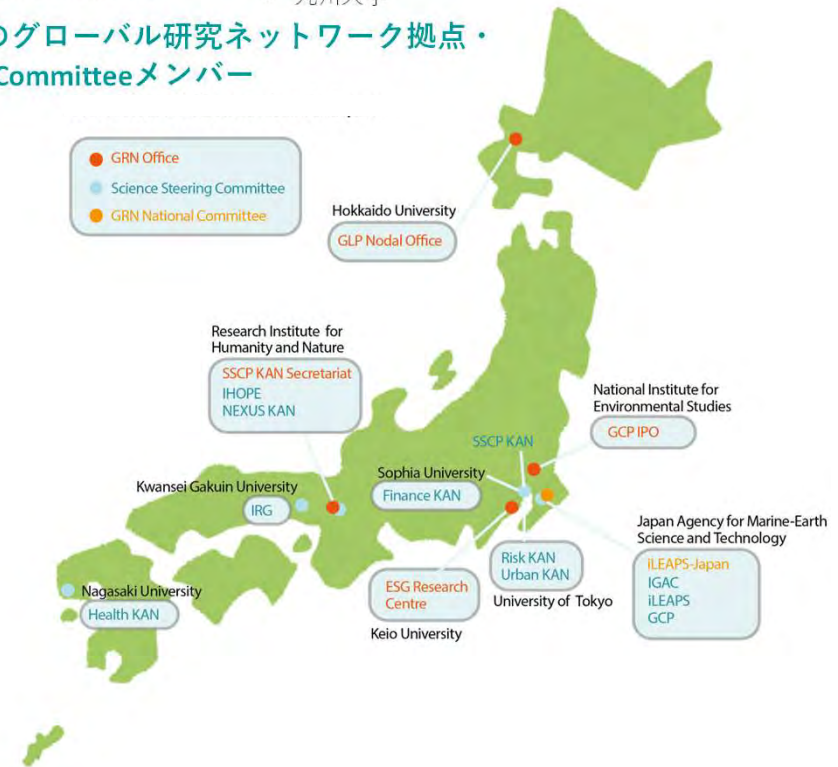 のグローバル研究ネットワーク拠点・
Committeeメンバー
GRN Office
Science Steering Committee
GRN National Committee
Hokkaido University
GLP Nodal Office
Research Institute for
Humanity and Nature
SSCP KAN Secretariat
IHOPE
NEXUS KAN
National Institute for
Environmental Studies
GCP IPO
SSCP KAN
Sophia University
Finance KAN
Kwansei Gakuin University
IRG
Japan Agency for Marine-Earth
Science and Technology
iLEAPS-Japan
IGAC
iLEAPS
GCP
Risk KAN
Urban KAN
University of Tokyo
ESG Research
Centre
Keio University
Nagasaki University
Health KAN